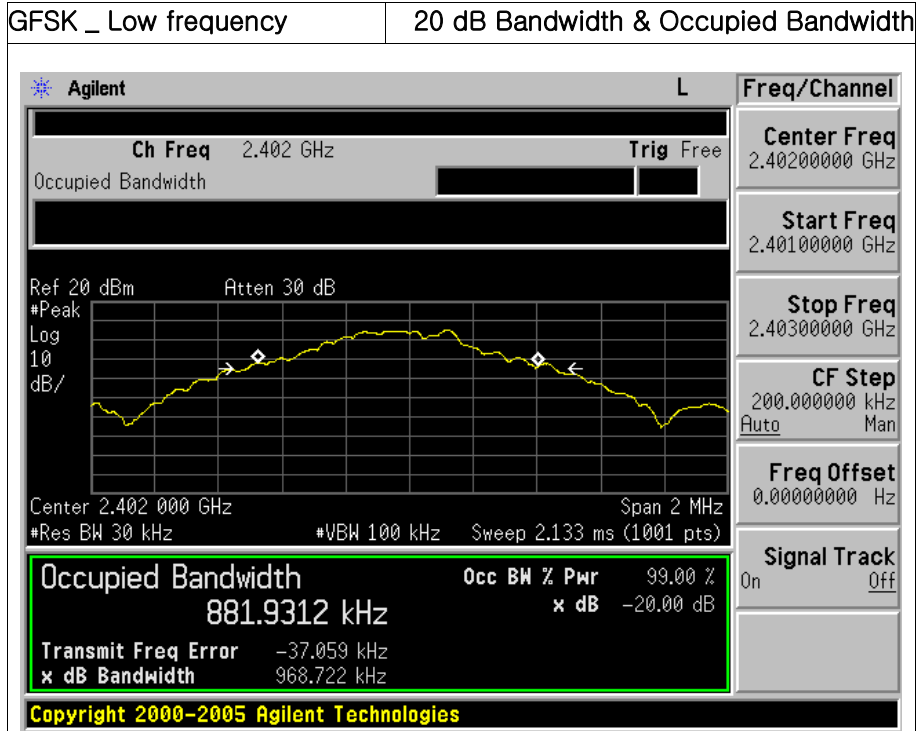 GFSK _ Low frequency
20 dB Bandwidth & Occupied Bandwidth
Agilent
L
Freq/Channel
Ch Freq 2.402 GHz
Trig Free
Occupied Bandwidth
Center Freq
2.40200000 GHz
Start Freq
2.40100000 GHz
Stop Freq
2.40300000 GHz
CF Step
200.000000 kHz
Auto Man
Freq Offset
0.00000000 Hz
Signal Track
On Off
Ref 20 dBm Atten 30 dB
#Peak
Log
10
dB/
Center 2.402 000 GHz Span 2 MHz
#Res BW 30 kHz #VBW 100 kHz Sweep 2.133 ms (1001 pts)
Occupied Bandwidth
881.9312 kHz
Occ BW % Pwr 99.00 %
x dB -20.00 dB
Transmit Freq Error -37.059 kHz
x dB Bandwidth 968.722 kHz
Copyright 2000-2005 Agilent Technologies